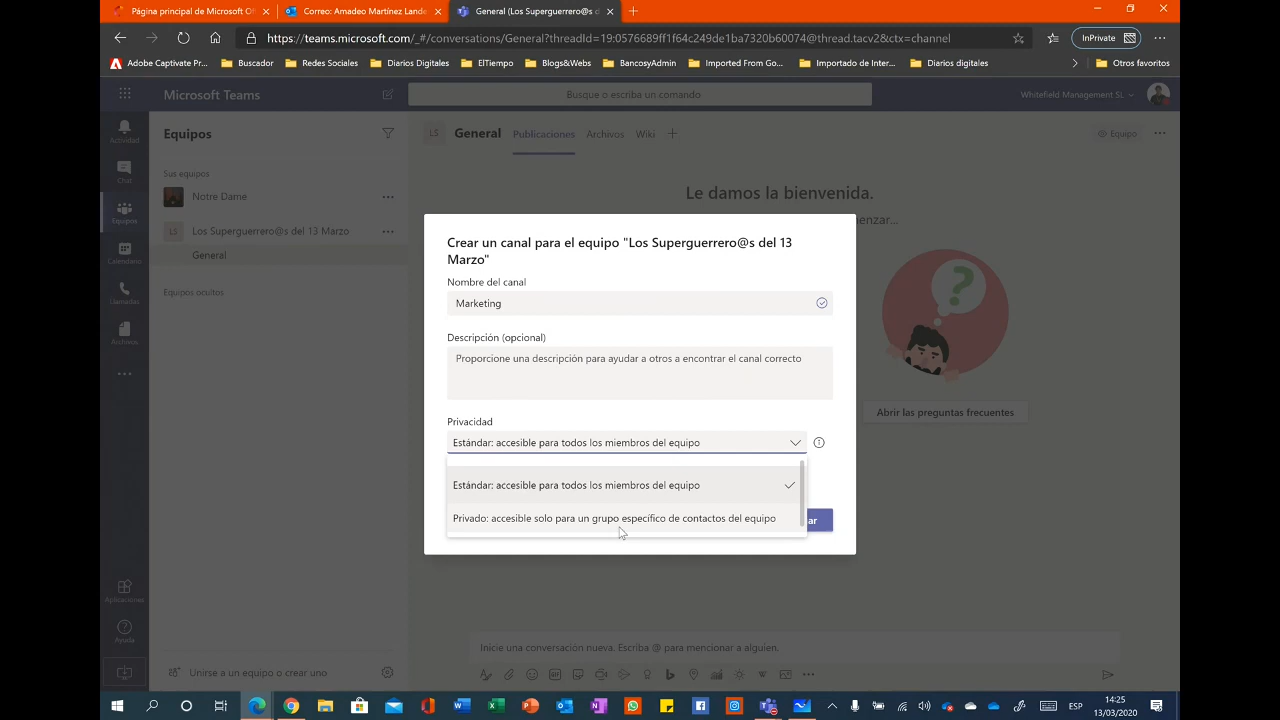 Página principal de Microsoft Of
Correo: Amadeo Martínez Lande
General (Los Superguerrero@s d
https://teams.microsoft.com/_#/conversations/General?threadId=19:0576689ff1f64c249de1ba7320b60074@thread.tacv2&ctx=channel
InPrivate
Adobe Captivate Pr...
Buscador
Redes Sociales
Diarios Digitales
ElTiempo
Blogs&Webs
BancosyAdmin
Imported From Goo...
Importado de Inter...
Diarios digitales
Otros favoritos
Microsoft Teams
Busque o escriba un comando
Whitefield Management SL
Actividad
Chat
Equipos
Calendario
Llamadas
Archivos
Aplicaciones
Ayuda
Equipos
Sus equipos
Notre Dame
LS
Los Superguerrero@s del 13 Marzo
General
Equipos ocultos
Unirse a un equipo o crear uno
LS
General
Publicaciones
Archivos
Wiki
Equipo
Le damos la bienvenida.
nzar...
Abrir las preguntas frecuentes
Crear un canal para el equipo "Los Superguerrero@s del 13
Marzo"
Nombre del canal
Marketing
Descripción (opcional)
Proporcione una descripción para ayudar a otros a encontrar el canal correcto
Privacidad
Estándar: accesible para todos los miembros del equipo
Estándar: accesible para todos los miembros del equipo
Privado: accesible solo para un grupo específico de contactos del equipo
ar
Inicie una conversación nueva. Escriba @ para mencionar a alguien.
ESP
14:25
13/03/2020